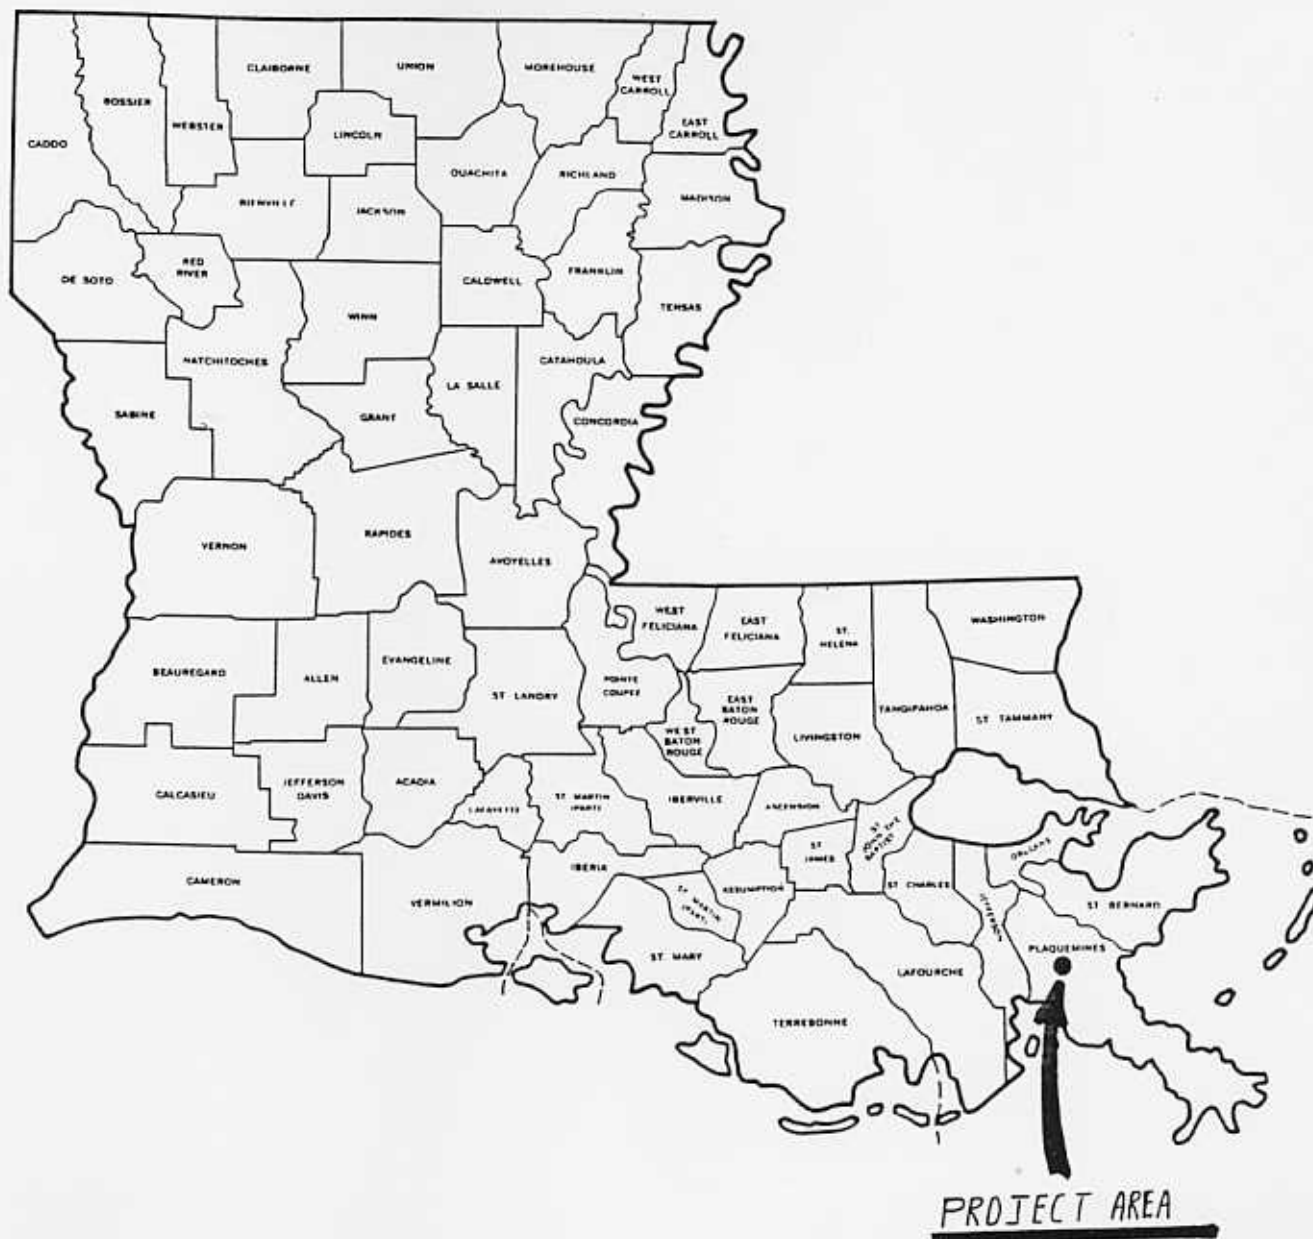 CLAIBORNE
UNION
MOREHOUSE
WEST
CARROLL
BOSSIER
WEBSTER
LINCOLN
EAST
CARROLL
CADDO
OUACHITA
RICHLAND
MADISON
BIENVILLE
JACKSON
RED
RIVER
DE SOTO
CALDWELL
FRANKLIN
TENSAS
WINN
NATCHITOCHES
CATAHOULA
LA SALLE
SABINE
GRANT
CONCORDIA
VERNON
RAPIDES
AVOYELLES
WEST
FELICIANA
EAST
FELICIANA
ST.
HELENA
WASHINGTON
BEAUREGARD
ALLEN
EVANGELINE
ST. LANDRY
POINTE
COUPEE
EAST
BATON
ROUGE
TANGIPAHOA
ST. TAMMANY
WEST
BATON
ROUGE
LIVINGSTON
CALCASIEU
JEFFERSON
DAVIS
ACADIA
LAFAYETTE
ST. MARTIN
(PART)
IBERVILLE
ASCENSION
ST.
JOHN THE
BAPTIST
ST.
JAMES
ORLEANS
CAMERON
VERMILION
IBERIA
ST. MARTIN
(PART)
ASSUMPTION
ST. CHARLES
JEFFERSON
ST. BERNARD
ST. MARY
LAFOURCHE
PLAQUEMINES
TERREBONNE
PROJECT AREA